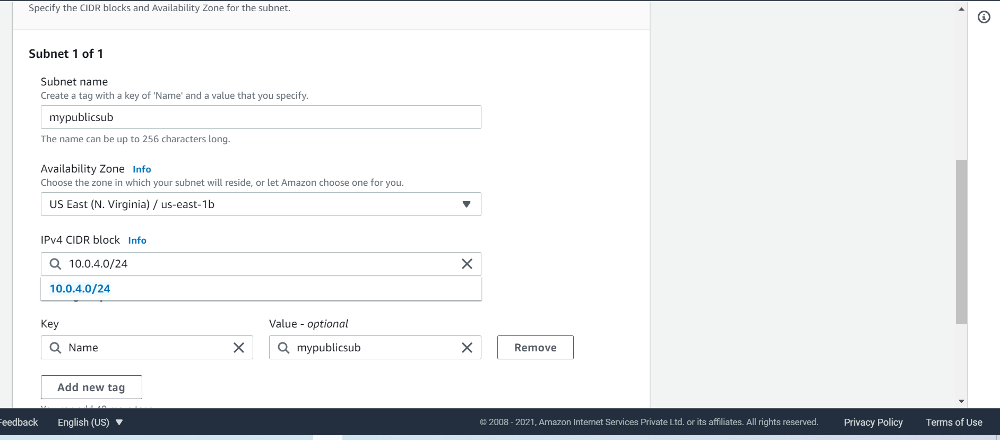 Specify the CIDR blocks and Availability Zone for the subnet.
Subnet 1 of 1
Subnet name
Create a tag with a key of 'Name' and a value that you specify.
mypublicsub
The name can be up to 256 characters long.
Availability Zone Info
Choose the zone in which your subnet will reside, or let Amazon choose one for you.
US East (N. Virginia) / us-east-1b
IPv4 CIDR block Info
10.0.4.0/24
10.0.4.0/24
Key Value - optional
Name mypublicsub Remove
Add new tag
Feedback English (US) © 2008 - 2021, Amazon Internet Services Private Ltd. or its affiliates. All rights reserved. Privacy Policy Terms of Use